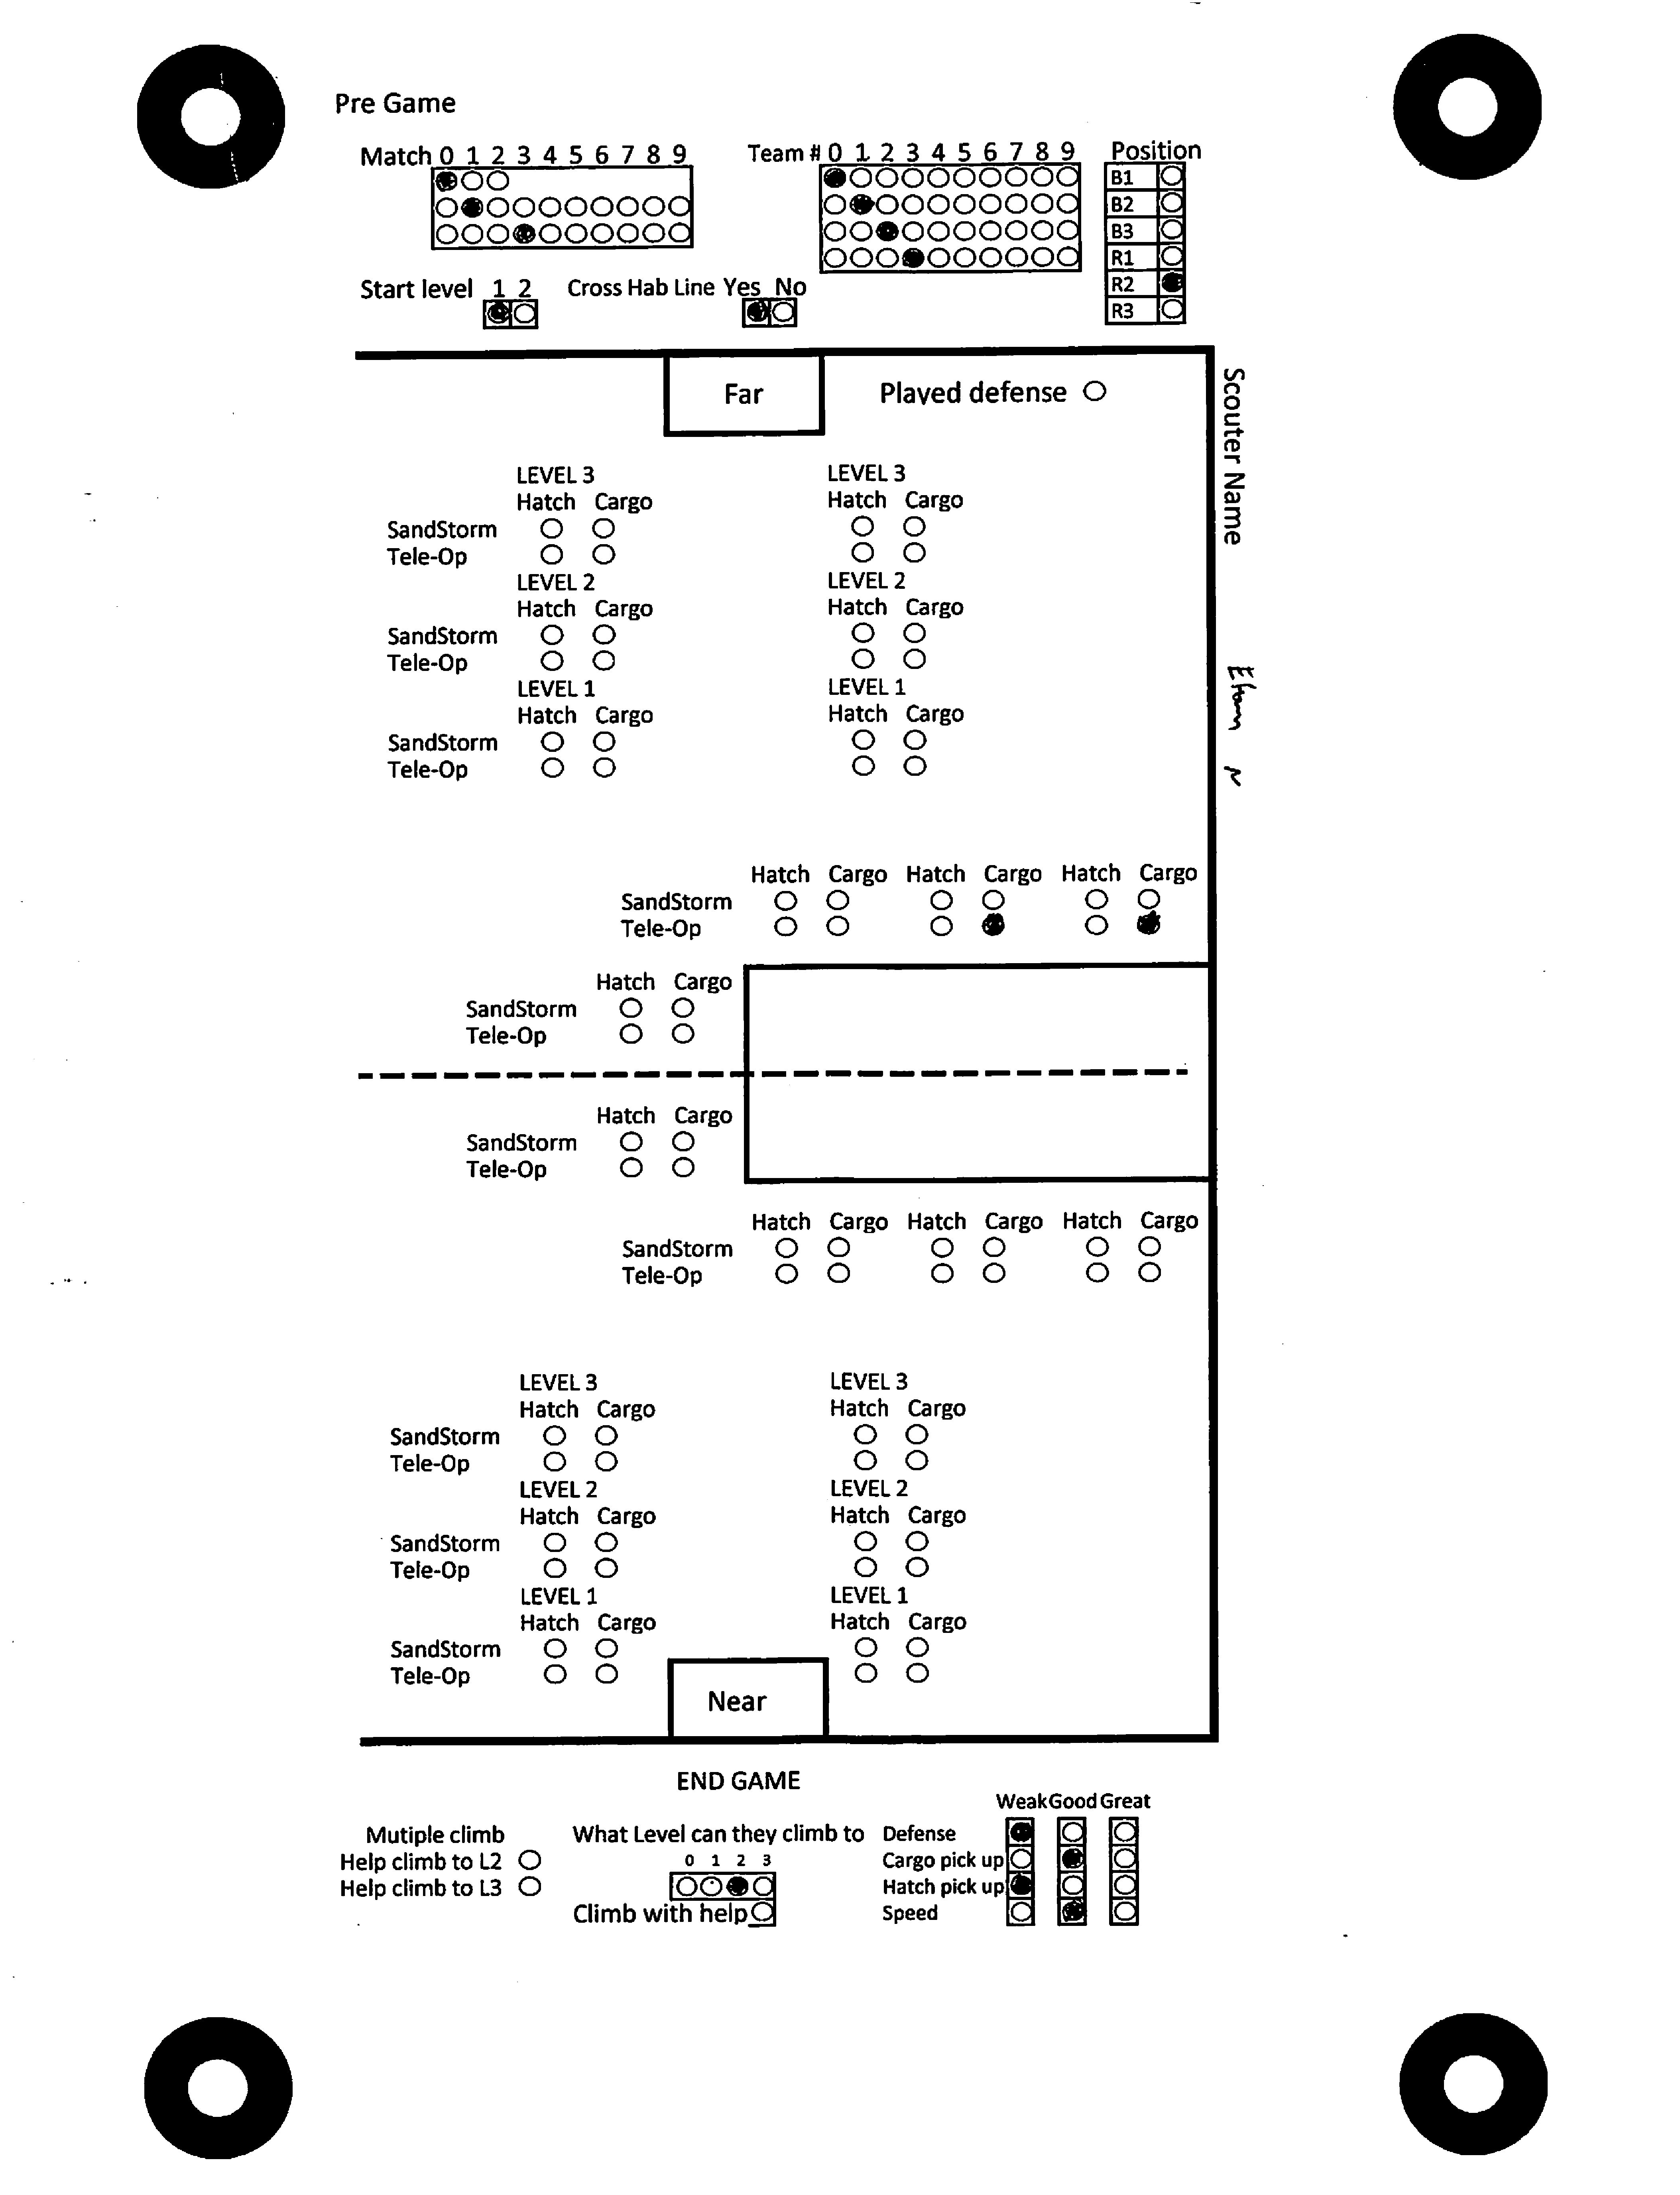 Pre Game
Match 0 1 2 3 4 5 6 7 8 9
Team # 0 1 2 3 4 5 6 7 8 9
Position
B1
B2
B3
R1
R2
R3
Start level 1 2
Cross Hab Line Yes No
Far
Played defense
Scouter Name
LEVEL 3 LEVEL 3
Hatch Cargo Hatch Cargo
SandStorm
Tele-Op
LEVEL 2 LEVEL 2
Hatch Cargo Hatch Cargo
SandStorm
Tele-Op
LEVEL 1 LEVEL 1
Hatch Cargo Hatch Cargo
SandStorm
Tele-Op
Hatch Cargo Hatch Cargo Hatch Cargo
SandStorm
Tele-Op
Hatch Cargo
SandStorm
Tele-Op
Hatch Cargo
SandStorm
Tele-Op
Hatch Cargo Hatch Cargo Hatch Cargo
SandStorm
Tele-Op
LEVEL 3 LEVEL 3
Hatch Cargo Hatch Cargo
SandStorm
Tele-Op
LEVEL 2 LEVEL 2
Hatch Cargo Hatch Cargo
SandStorm
Tele-Op
LEVEL 1 LEVEL 1
Hatch Cargo Hatch Cargo
SandStorm
Tele-Op
Near
END GAME
Mutiple climb
Help climb to L2
Help climb to L3
What Level can they climb to
0 1 2 3
Climb with help
Weak Good Great
Defense
Cargo pick up
Hatch pick up
Speed